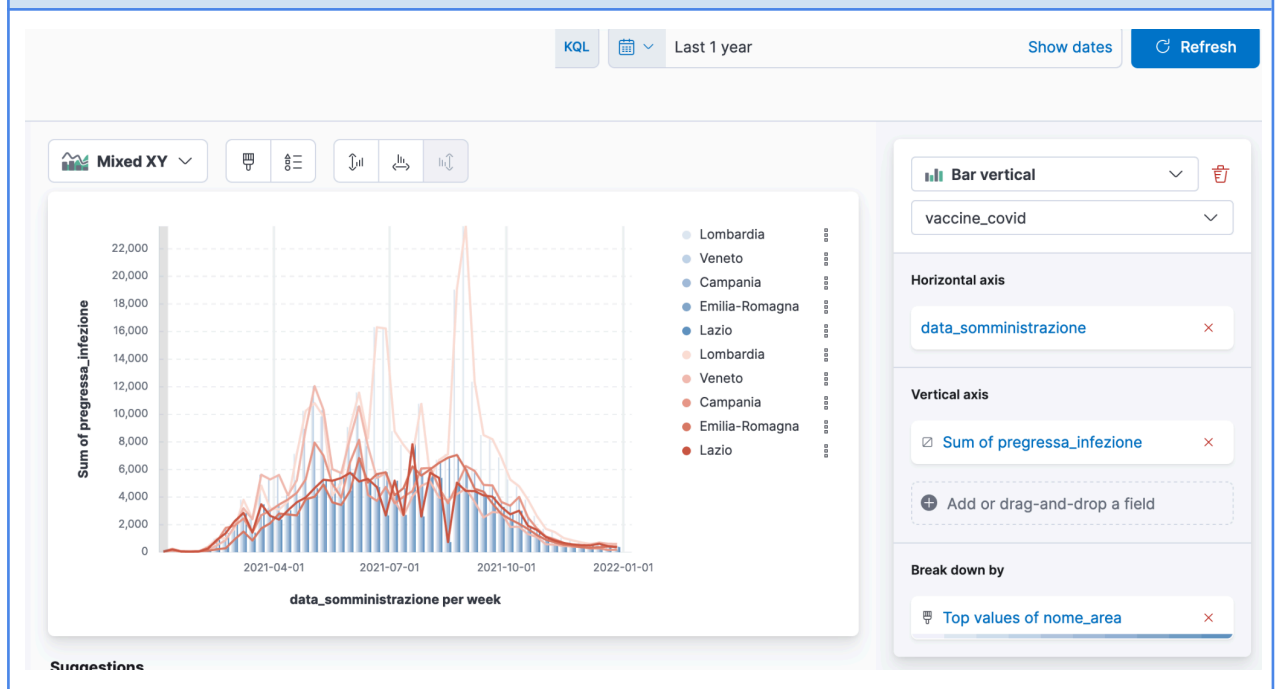 KQL
Last 1 year
Show dates
Refresh
Mixed XY
Bar vertical
vaccine_covid
Horizontal axis
data_somministrazione
Vertical axis
Sum of pregressa_infezione
Add or drag-and-drop a field
Break down by
Top values of nome_area
Sum of pregressa_infezione
22,000
20,000
18,000
16,000
14,000
12,000
10,000
8,000
6,000
4,000
2,000
0
2021-04-01
2021-07-01
2021-10-01
2022-01-01
data_somministrazione per week
Lombardia
Veneto
Campania
Emilia-Romagna
Lazio
Lombardia
Veneto
Campania
Emilia-Romagna
Lazio
Suggestions